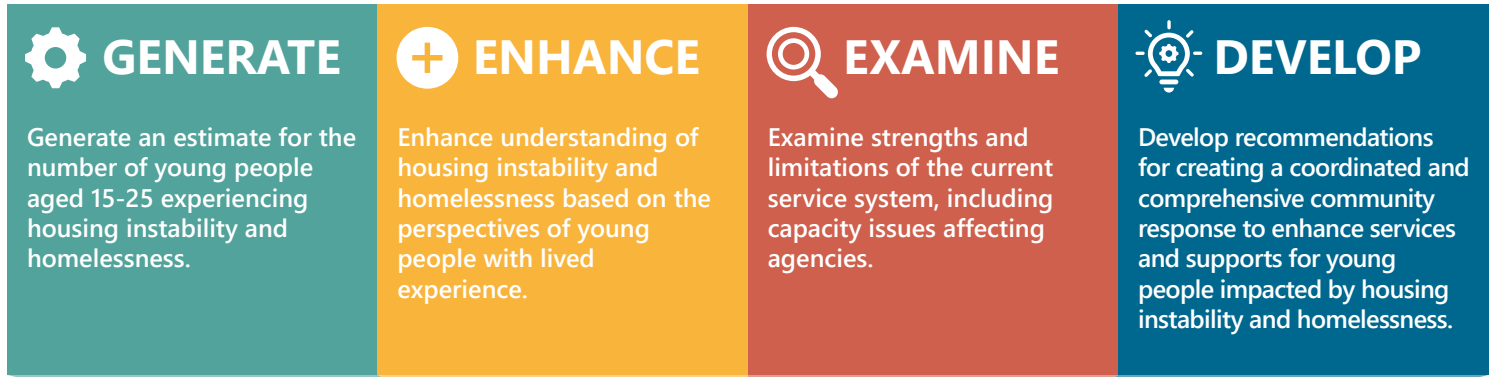 GENERATE
Generate an estimate for the
number of young people
aged 15-25 experiencing
housing instability and
homelessness.
ENHANCE
Enhance understanding of
housing instability and
homelessness based on the
perspectives of young
people with lived
experience.
EXAMINE
Examine strengths and
limitations of the current
service system, including
capacity issues affecting
agencies.
DEVELOP
Develop recommendations
for creating a coordinated and
comprehensive community
response to enhance services
and supports for young
people impacted by housing
instability and homelessness.